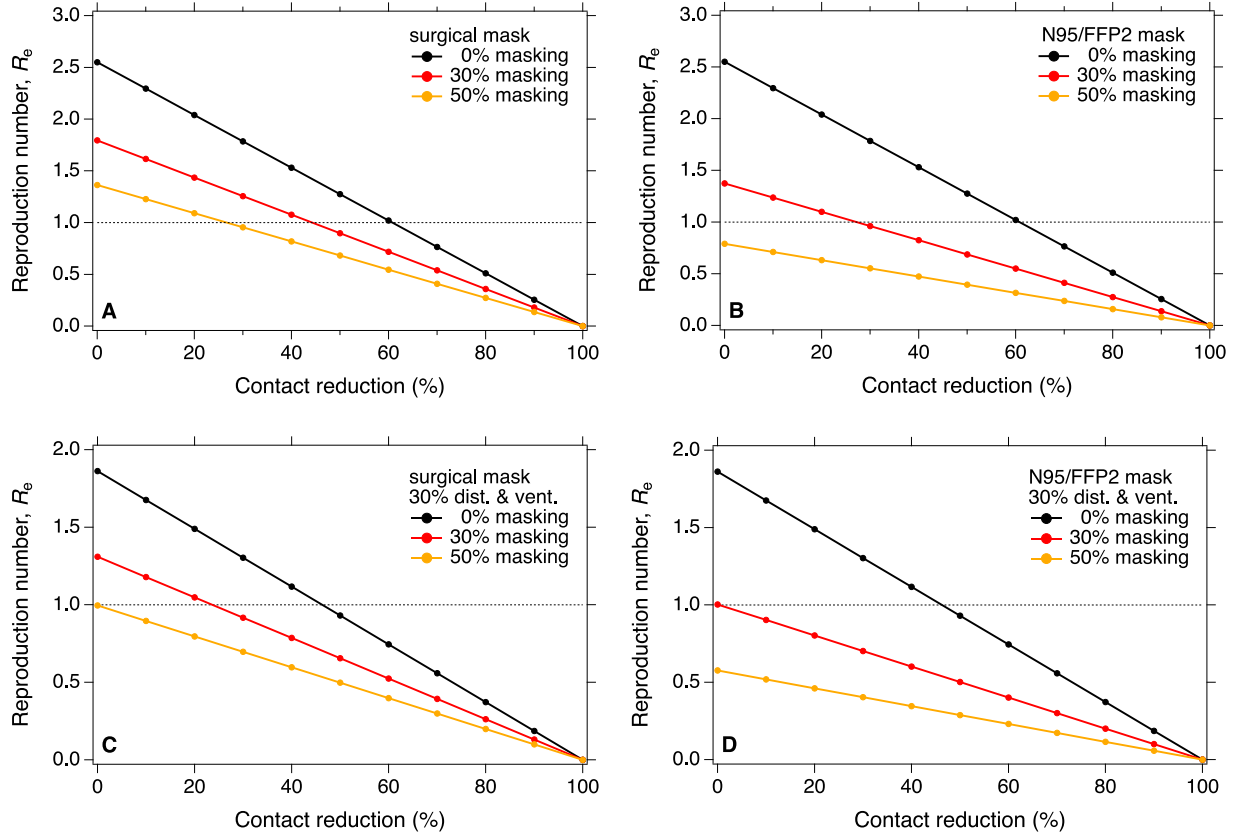 Reproduction number, Re
3.0
2.5
2.0
1.5
1.0
0.5
0.0
surgical mask
0% masking
30% masking
50% masking
A
0
20
40
60
80
100
Contact reduction (%)
Reproduction number, Re
3.0
2.5
2.0
1.5
1.0
0.5
0.0
N95/FFP2 mask
0% masking
30% masking
50% masking
B
0
20
40
60
80
100
Contact reduction (%)
Reproduction number, Re
2.0
1.5
1.0
0.5
0.0
surgical mask
30% dist. & vent.
0% masking
30% masking
50% masking
C
0
20
40
60
80
100
Contact reduction (%)
Reproduction number, Re
2.0
1.5
1.0
0.5
0.0
N95/FFP2 mask
30% dist. & vent.
0% masking
30% masking
50% masking
D
0
20
40
60
80
100
Contact reduction (%)